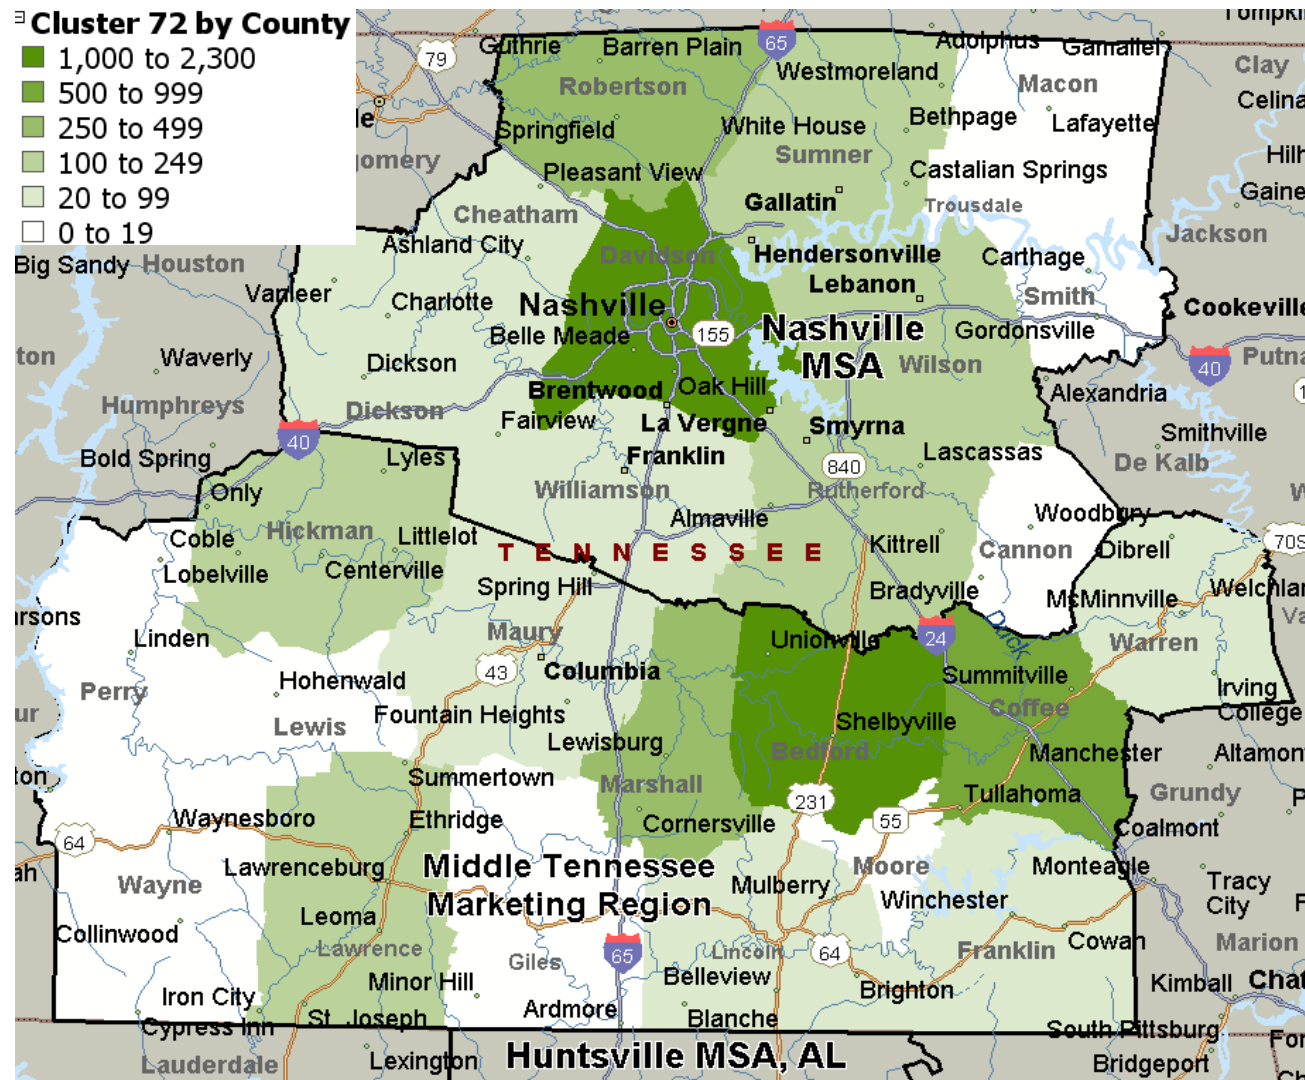 Cluster 72 by County
1,000 to 2,300
500 to 999
250 to 499
100 to 249
20 to 99
0 to 19
79
Guthrie
Barren Plain
65
Adolphus
Gamaliel
Clay
Robertson
Westmoreland
Macon
Celina
Springfield
White House
Bethpage
Lafayette
Sumner
Pleasant View
Castalian Springs
Gallatin
Trousdale
Cheatham
Jackson
Ashland City
Davidson
Hendersonville
Carthage
Big Sandy
Houston
Lebanon
Smith
Vanleer
Charlotte
Nashville
Cookeville
Belle Meade
155
Nashville
MSA
Gordonsville
Waverly
Dickson
Wilson
40
Humphreys
Dickson
Brentwood
Oak Hill
Alexandria
Fairview
La Vergne
Smyrna
Smithville
40
Bold Spring
Lyles
Franklin
840
Lascassas
De Kalb
Only
Williamson
Rutherford
Hickman
Almaville
Woodbury
Coble
Littlelot
TENNESSEE
Kittrell
Cannon
Dibrell
70S
Lobelville
Centerville
Spring Hill
Bradyville
McMinnville
Linden
Maury
Unionville
24
Duck
Warren
43
Columbia
Summitville
Perry
Hohenwald
Irving
College
Lewis
Fountain Heights
Shelbyville
Coffee
Lewisburg
Bedford
Manchester
Summertown
Marshall
231
Tullahoma
Grundy
Waynesboro
Ethridge
Cornersville
55
Coalmont
64
Lawrenceburg
Middle Tennessee
Marketing Region
Moore
Monteagle
Wayne
Mulberry
Winchester
Tracy
City
Leoma
Collinwood
Lawrence
Giles
65
Lincoln
64
Franklin
Cowan
Marion
Minor Hill
Belleview
Brighton
Kimball
Iron City
Ardmore
Blanche
Cypress Inn
St. Joseph
South Pittsburg
Lauderdale
Lexington
Huntsville MSA, AL
Bridgeport